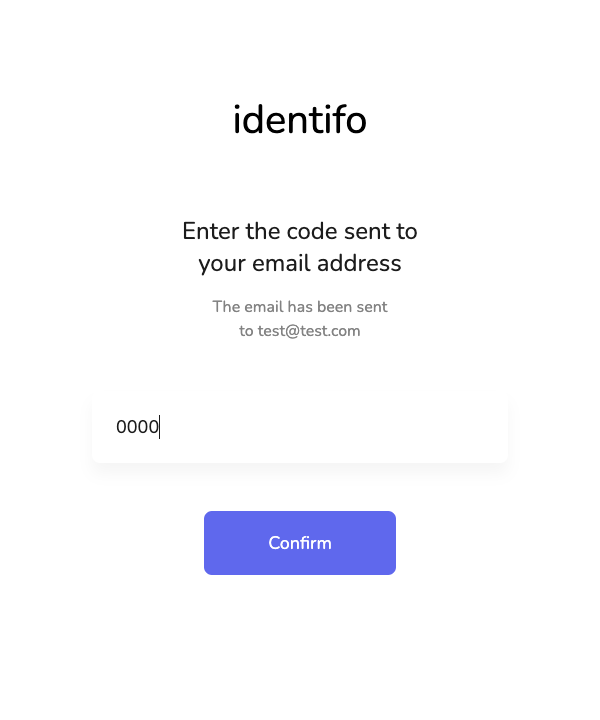 identifo
Enter the code sent to
your email address
The email has been sent
to test@test.com
0000
Confirm